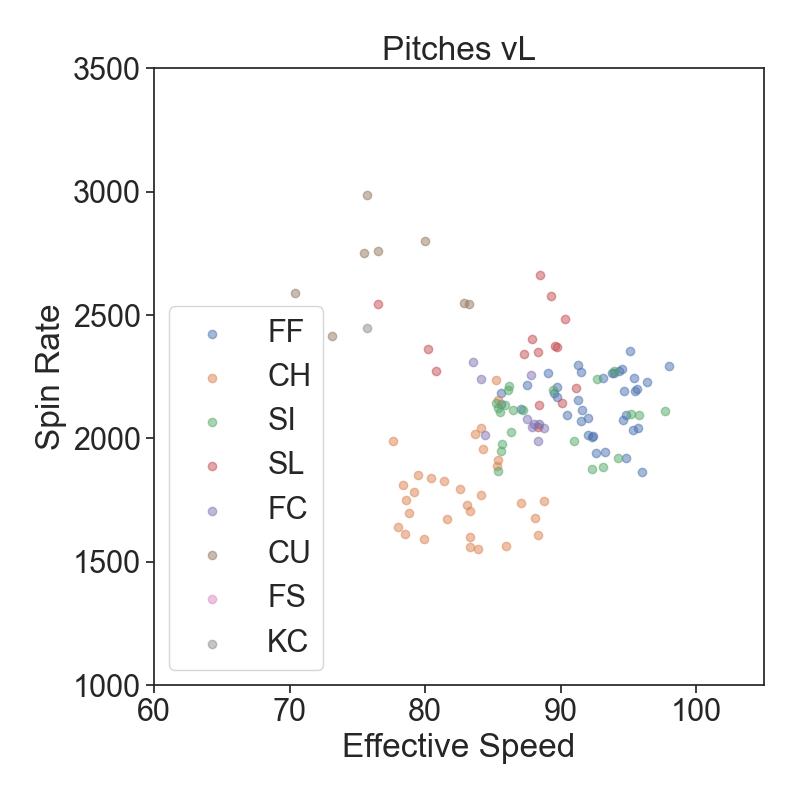 Pitches vL
3500
3000
2500
2000
1500
1000
Spin Rate
FF
CH
SI
SL
FC
CU
FS
KC
60
70
80
90
100
Effective Speed